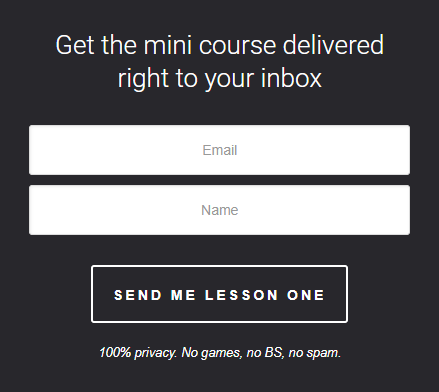 Get the mini course delivered
right to your inbox
Email
Name
SEND ME LESSON ONE
100% privacy. No games, no BS, no spam.